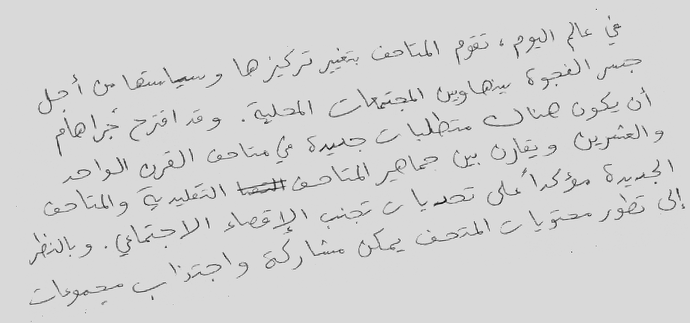 في عالم اليوم، تقوم المتاحف بتغيير تركيزها وسياستها من أجل
جسر الفجوة بينها وبين المجتمعات المحلية. وقد اقترح جراهام
أن يكون هناك متطلبات جديدة في متاحف القرن الواحد
والعشرين ويقارن بين جماهير المتاحف التقليدية والمتاحف
الجديدة مؤكداً على تحديات تجنب الإقصاء الاجتماعي. وبالنظر
إلى تطور محتويات المتحف يمكن مشاركة واجتذاب مجموعات